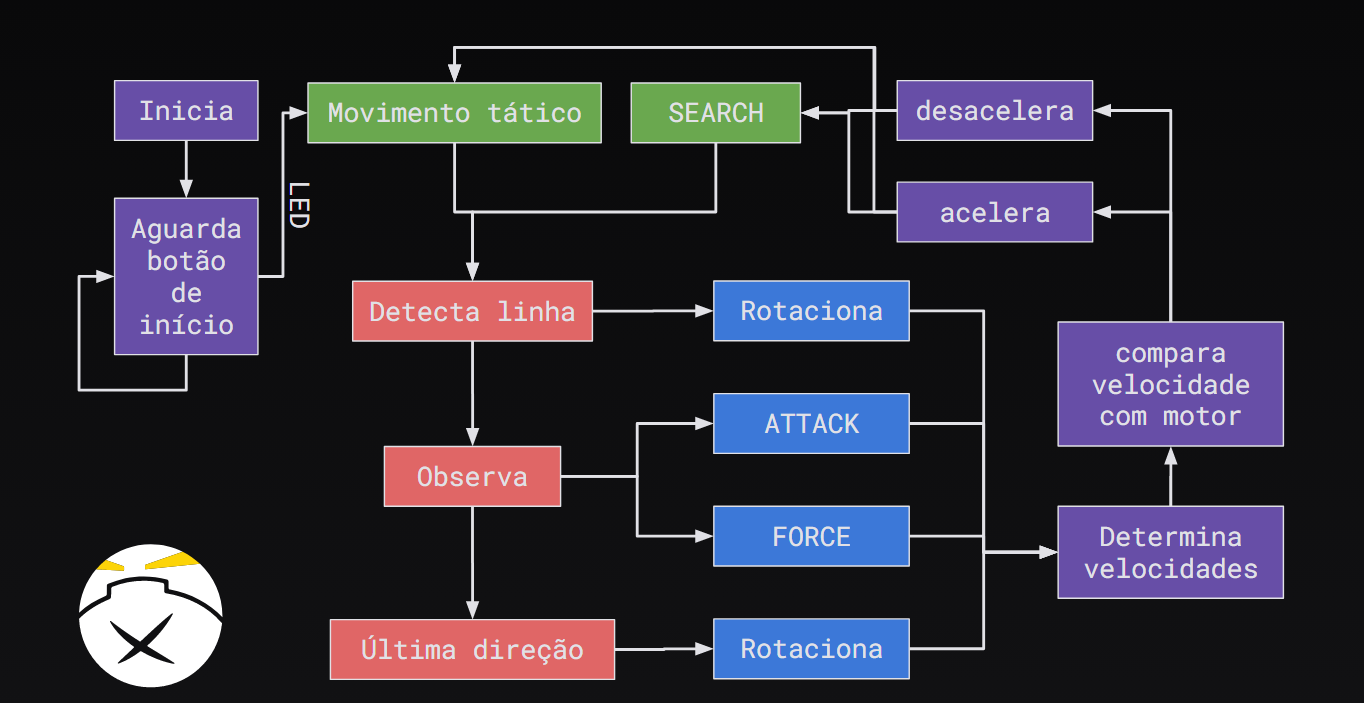 Inicia
Movimento tático
SEARCH
desacelera
LED
Aguarda
botão
de
início
acelera
Detecta linha
Rotaciona
compara
velocidade
com motor
ATTACK
Observa
FORCE
Determina
velocidades
Última direção
Rotaciona